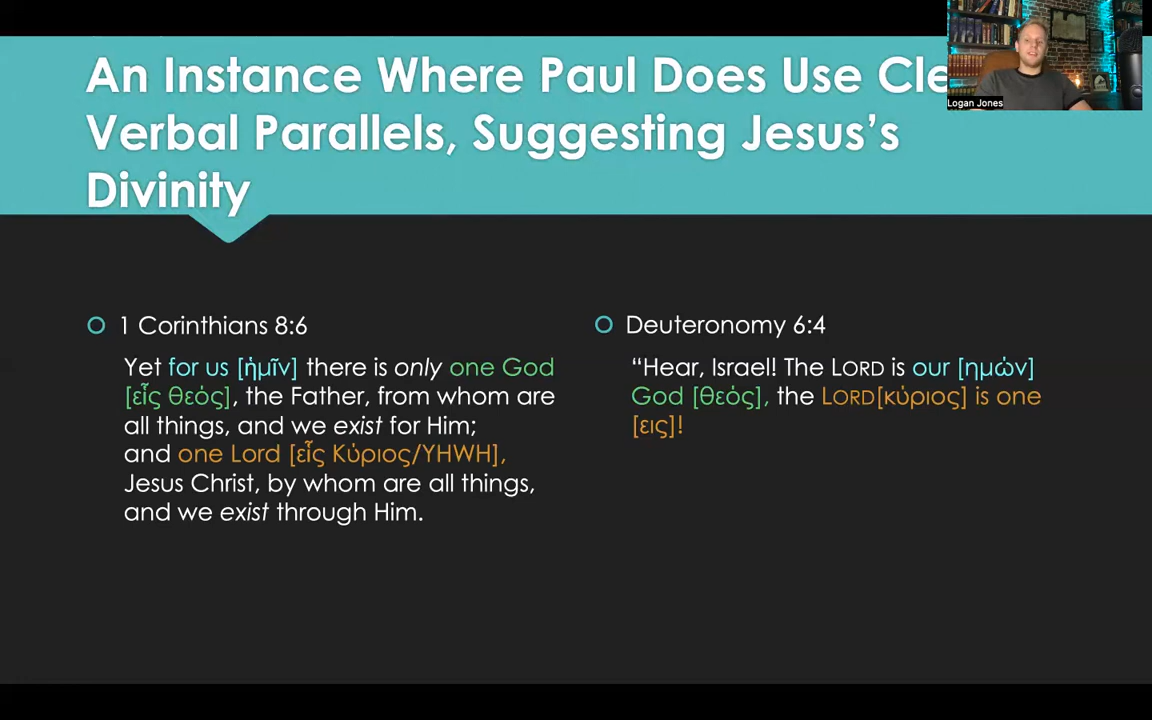 An Instance Where Paul Does Use
Verbal Parallels, Suggesting Jesus’s
Divinity
Logan Jones
1 Corinthians 8:6
Yet for us [ἡμῖν] there is only one God
[εἷς θεός], the Father, from whom are
all things, and we exist for Him;
and one Lord [εἷς Κύριος/YHWH],
Jesus Christ, by whom are all things,
and we exist through Him.
Deuteronomy 6:4
“Hear, Israel! The LORD is our [ημών]
God [θεός], the LORD[κύριος] is one
[εις]!